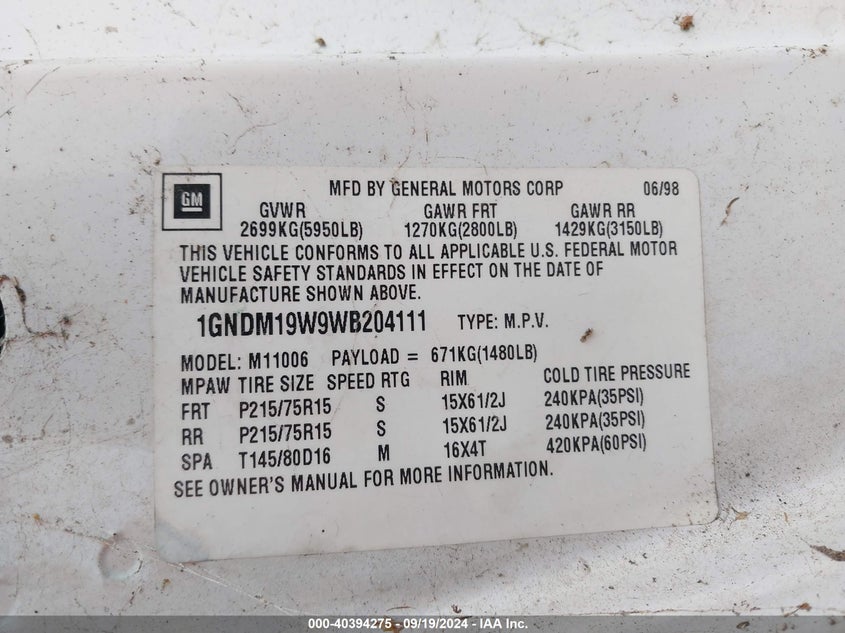 GM
MFD BY GENERAL MOTORS CORP 06/98
GVWR GAWR FRT GAWR RR
2699KG(5950LB) 1270KG(2800LB) 1429KG(3150LB)
THIS VEHICLE CONFORMS TO ALL APPLICABLE U.S. FEDERAL MOTOR
VEHICLE SAFETY STANDARDS IN EFFECT ON THE DATE OF
MANUFACTURE SHOWN ABOVE.
1GNDM19W9WB204111 TYPE: M.P.V.
MODEL: M11006 PAYLOAD = 671KG(1480LB)
MPAW TIRE SIZE SPEED RTG RIM COLD TIRE PRESSURE
FRT P215/75R15 S 15X61/2J 240KPA(35PSI)
RR P215/75R15 S 15X61/2J 240KPA(35PSI)
SPA T145/80D16 M 16X4T 420KPA(60PSI)
SEE OWNER'S MANUAL FOR MORE INFORMATION.
000-40394275 - 09/19/2024 - IAA Inc.